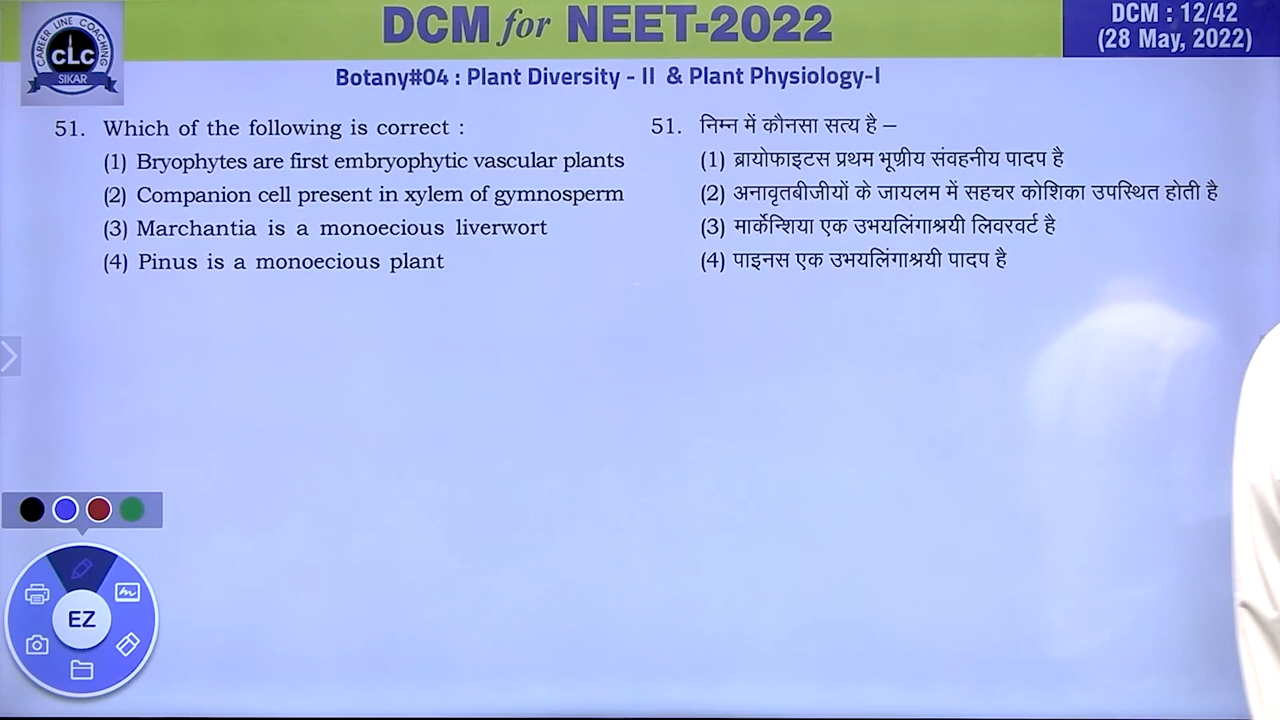 DCM for NEET-2022
DCM : 12/42
(28 May, 2022)
CAREER LINE COACHING
CLC
SIKAR
Botany#04 : Plant Diversity - II & Plant Physiology-I
51. Which of the following is correct :
(1) Bryophytes are first embryophytic vascular plants
(2) Companion cell present in xylem of gymnosperm
(3) Marchantia is a monoecious liverwort
(4) Pinus is a monoecious plant
51. निम्न में कौनसा सत्य है –
(1) ब्रायोफाइटस प्रथम भूणीय संवहनीय पादप है
(2) अनावृतबीजीयों के जायलम में सहचर कोशिका उपस्थित होती है
(3) मार्केन्शिया एक उभयलिंगाश्रयी लिवरवर्ट है
(4) पाइनस एक उभयलिंगाश्रयी पादप है
EZ